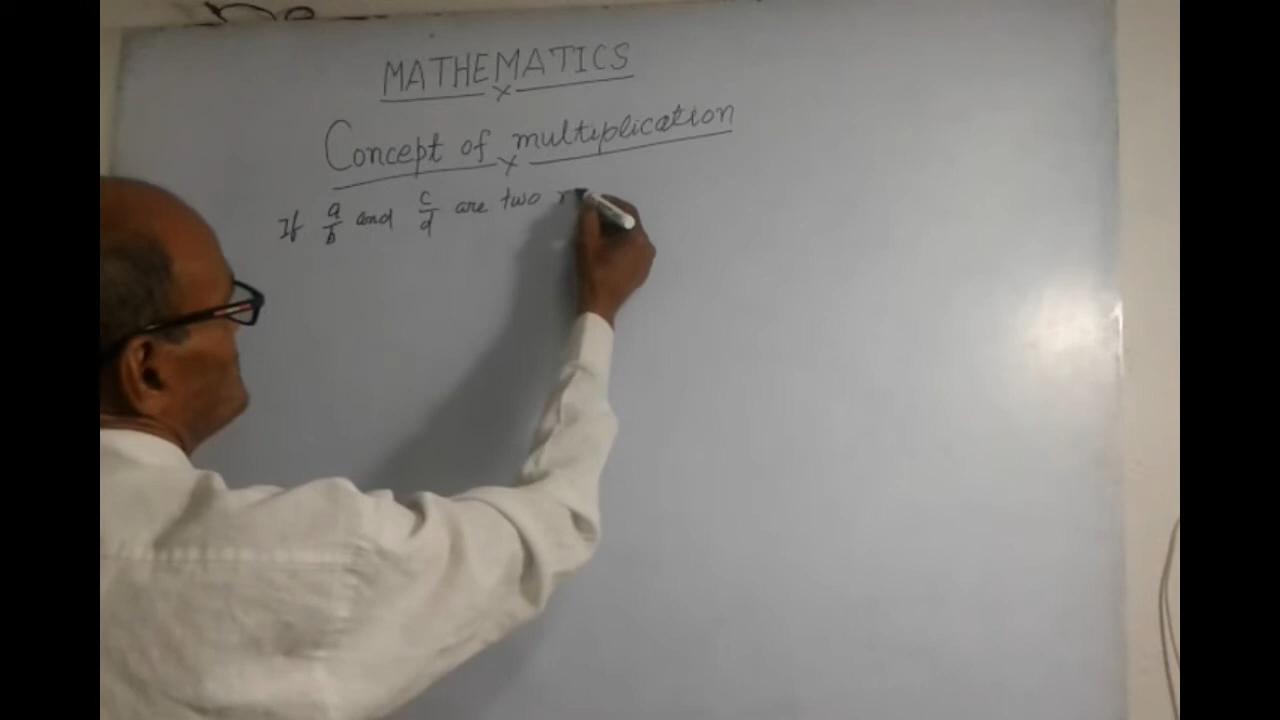 MATHEMATICS
Concept of multiplication
If a/b and c/d are two